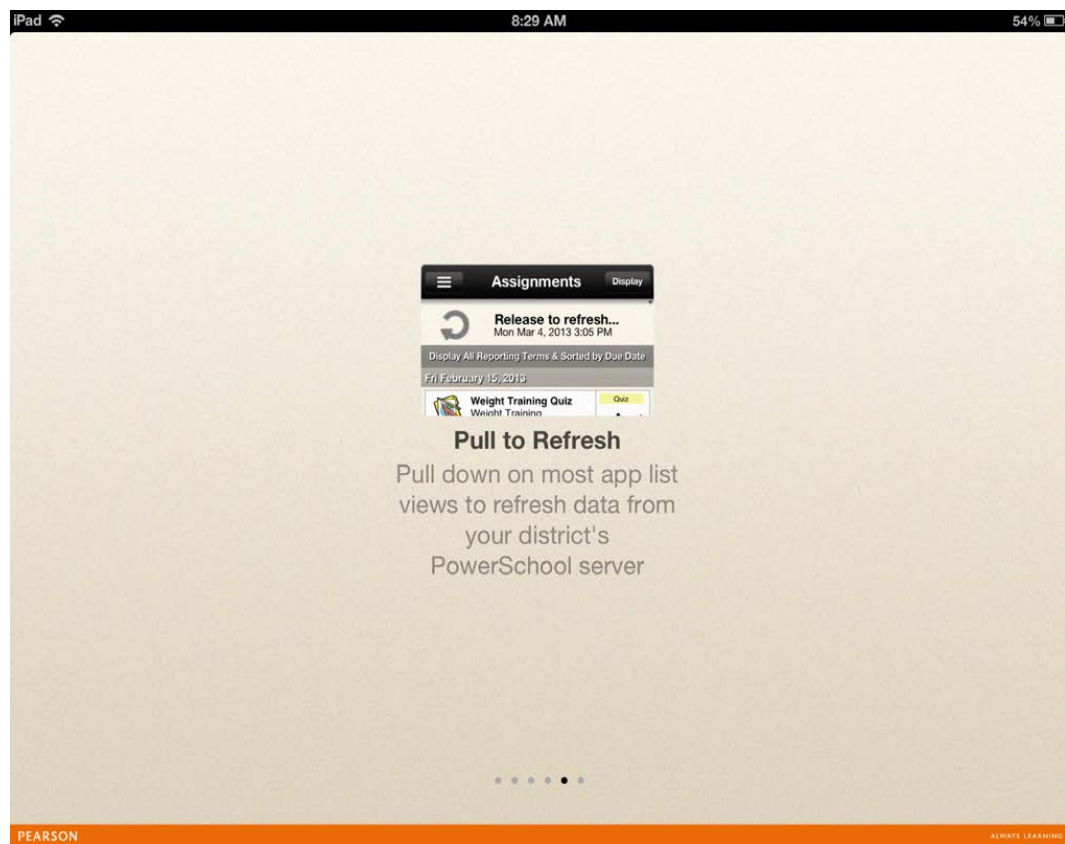 iPad 8:29 AM 54%
Assignments Display
Release to refresh...
Mon Mar 4, 2013 3:05 PM
Display All Reporting Terms & Sorted by Due Date
Fri February 15, 2013
Weight Training Quiz Quiz
Weight Training
Pull to Refresh
Pull down on most app list
views to refresh data from
your district's
PowerSchool server
PEARSON ALWAYS LEARNING